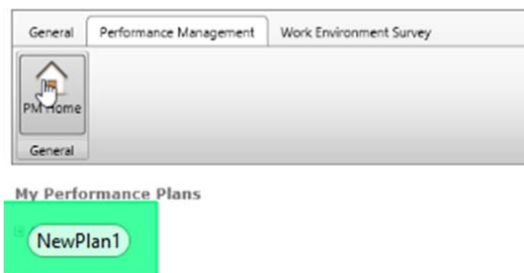 General Performance Management Work Environment Survey
PM Home
General
My Performance Plans
NewPlan1